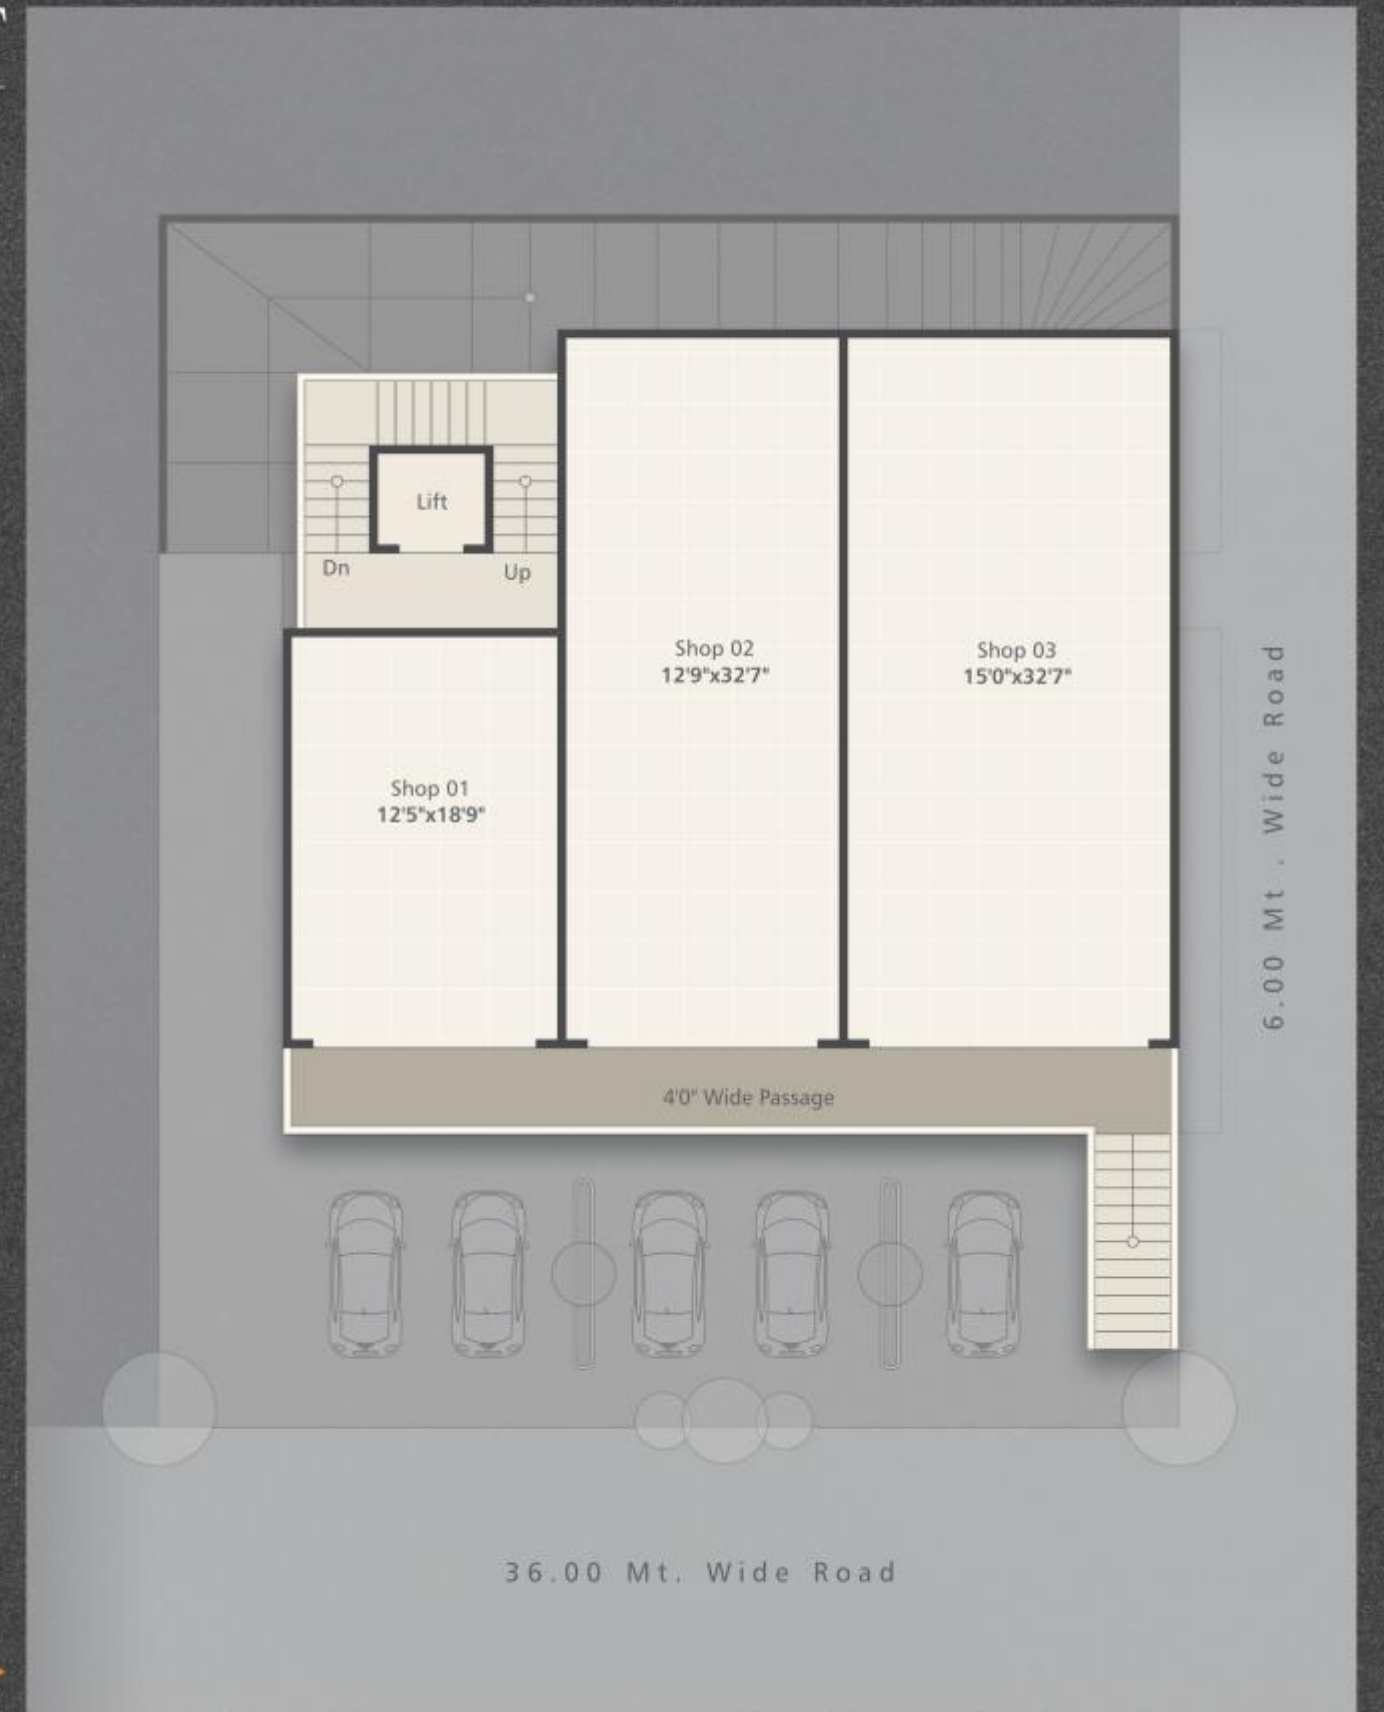 Lift
Dn
Up
Shop 02
12'9"x32'7"
Shop 03
15'0"x32'7"
Shop 01
12'5"x18'9"
6.00 Mt . Wide Road
4'0" Wide Passage
36.00 Mt. Wide Road